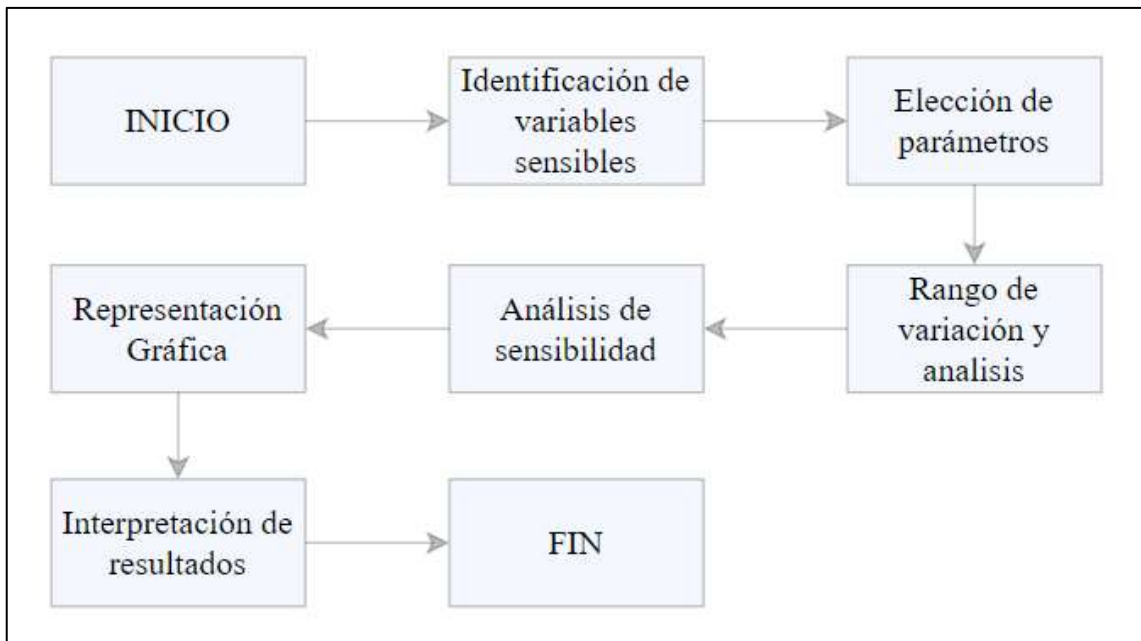 INICIO
Identificación de
variables
sensibles
Elección de
parámetros
Rango de
variación y
analisis
Análisis de
sensibilidad
Representación
Gráfica
Interpretación de
resultados
FIN